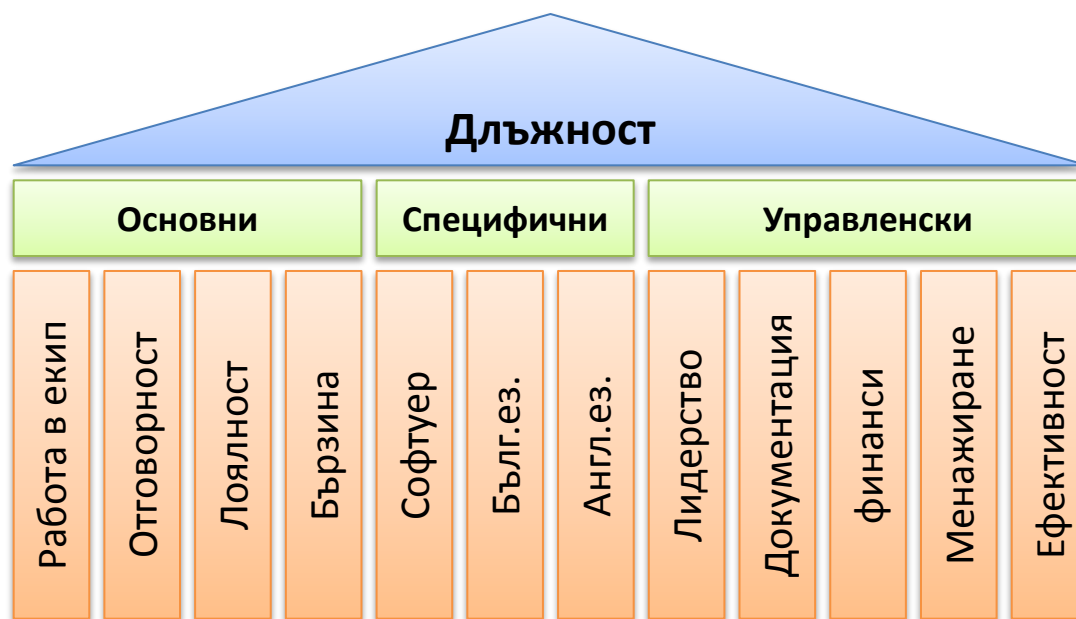 Длъжност
Основни
Специфични
Управленски
Работа в екип
Отговорност
Лоялност
Бързина
Софтуер
Бълг.ез.
Англ.ез.
Лидерство
Документация
финанси
Менажиране
Ефективност